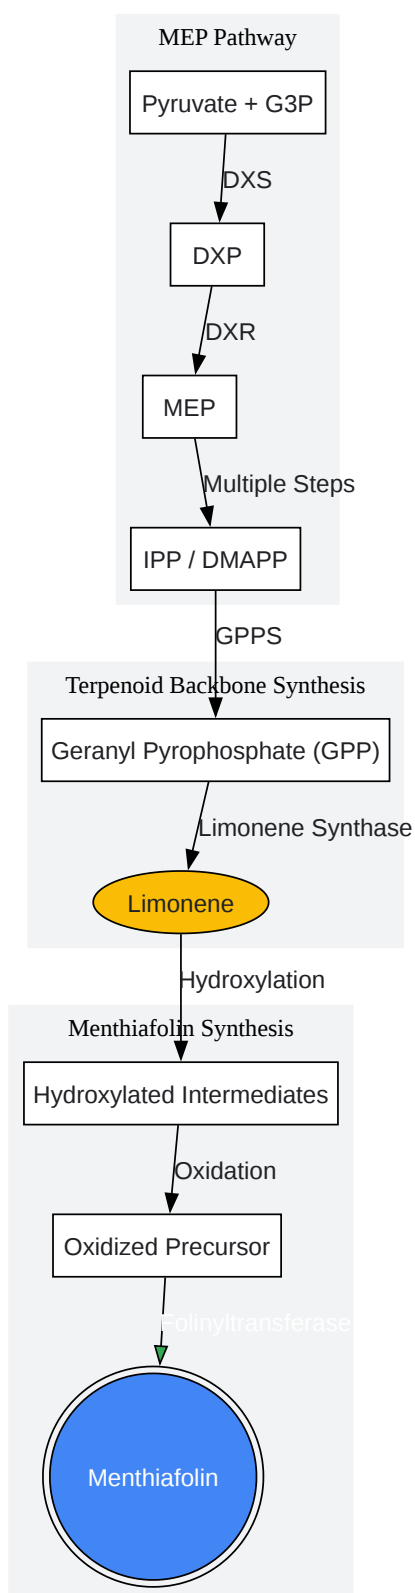 MEP Pathway
Pyruvate + G3P
DXS
DXP
DXR
MEP
Multiple Steps
IPP / DMAPP
GPPS
Terpenoid Backbone Synthesis
Geranyl Pyrophosphate (GPP)
Limonene Synthase
Limonene
Hydroxylation
Menthiafolin Synthesis
Hydroxylated Intermediates
Oxidation
Oxidized Precursor
Folinyltransferase
Menthiafolin